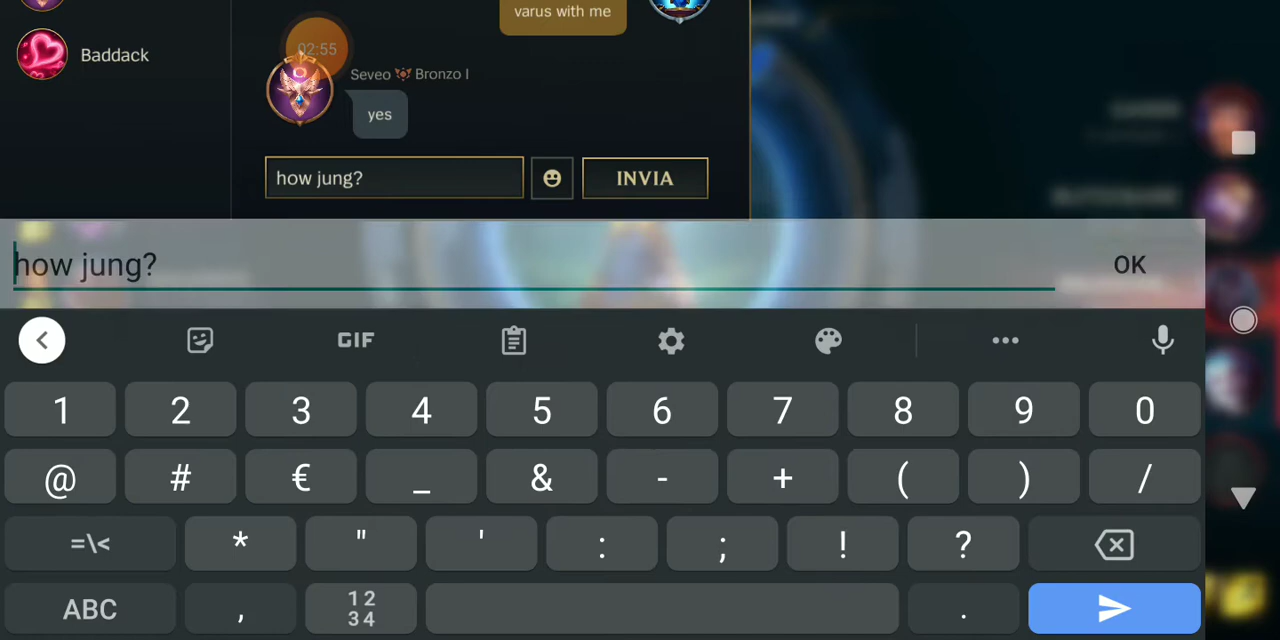 varus with me
Baddack
02:55
Seveo Bronzo I
yes
how jung?
INVIA
how jung?
OK
GIF
1 2 3 4 5 6 7 8 9 0
@ # € _ & - + ( ) /
=\< * " ' : ; ! ?
ABC , 12 34 .